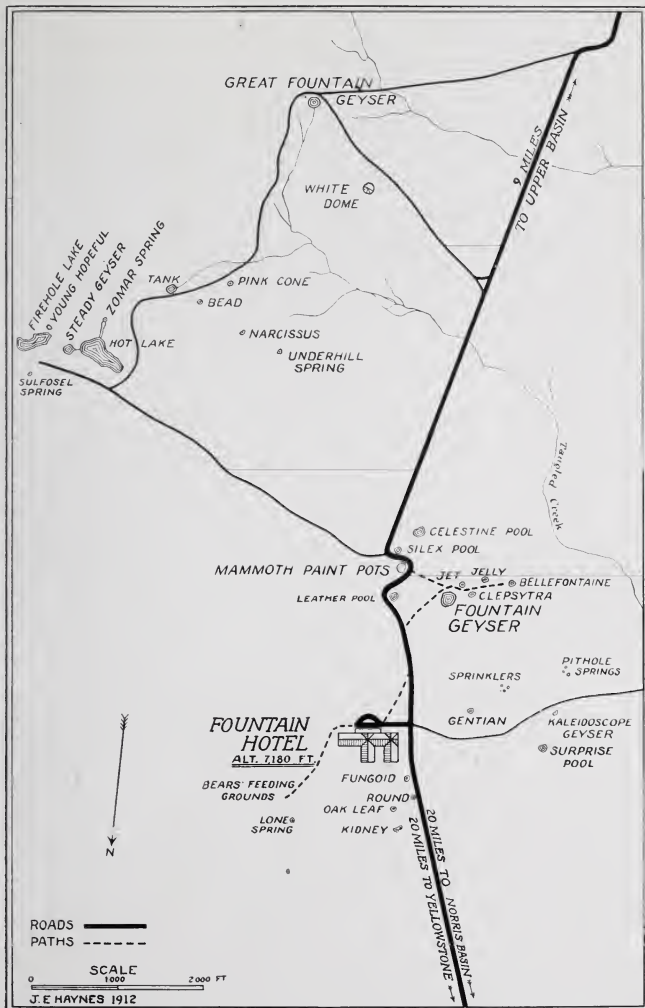 GREAT FOUNTAIN
GEYSER
9 MILES
TO UPPER BASIN
WHITE
DOME
FIREHOLE LAKE
YOUNG HOPEFUL
STEADY GEYSER
ZOMAR SPRING
TANK
PINK CONE
BEAD
HOT LAKE
NARCISSUS
UNDERHILL
SPRING
SULFOSEL
SPRING
Tangled Creek
CELESTINE POOL
SILEX POOL
MAMMOTH PAINT POTS
JET
JELLY
BELLEFONTAINE
LEATHER POOL
CLEPSYTRA
FOUNTAIN
GEYSER
SPRINKLERS
PITHOLE
SPRINGS
GENTIAN
KALEIDOSCOPE
GEYSER
SURPRISE
POOL
FOUNTAIN
HOTEL
ALT. 7,180 FT.
BEARS' FEEDING
GROUNDS
FUNGOID
ROUND
OAK LEAF
LONE
SPRING
KIDNEY
20 MILES TO NORRIS BASIN
20 MILES TO YELLOWSTONE
N
ROADS
PATHS
SCALE
0 1000 2000 FT
J.E HAYNES 1912